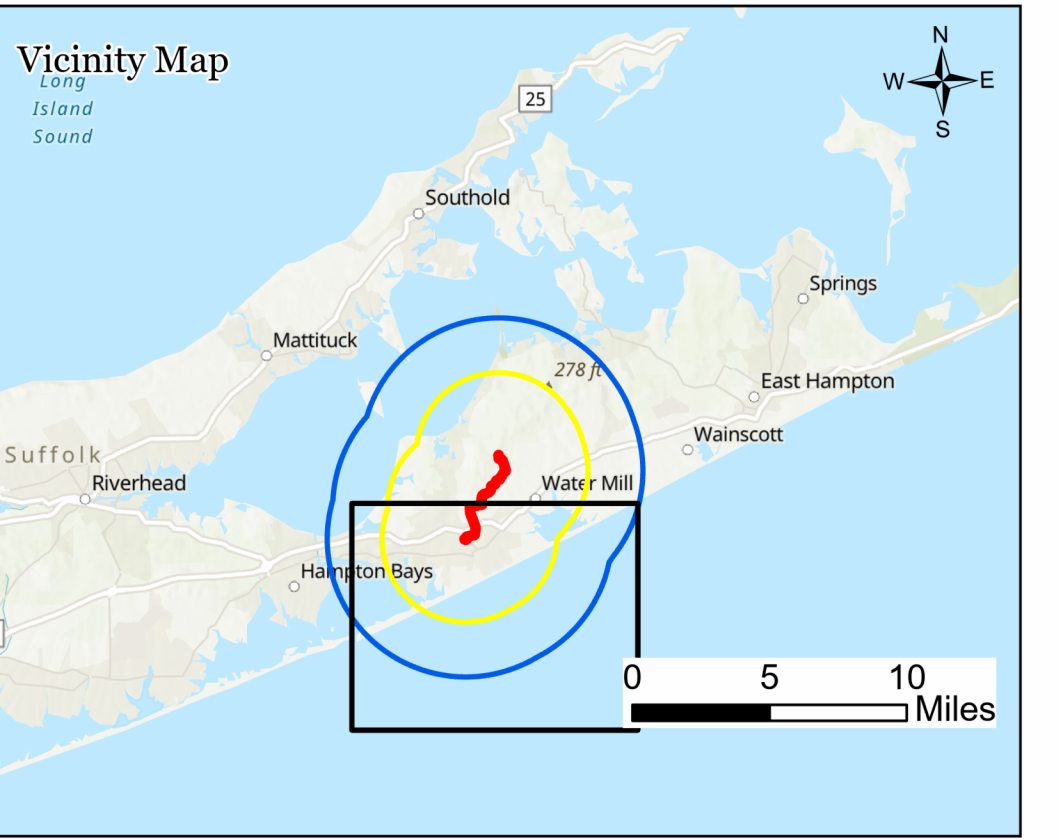 Vicinity Map
Long
Island
Sound
N
W E
S
25
Southold
Springs
Mattituck
278 ft
East Hampton
Wainscott
Suffolk
Riverhead
Water Mill
Hampton Bays
0 5 10
Miles